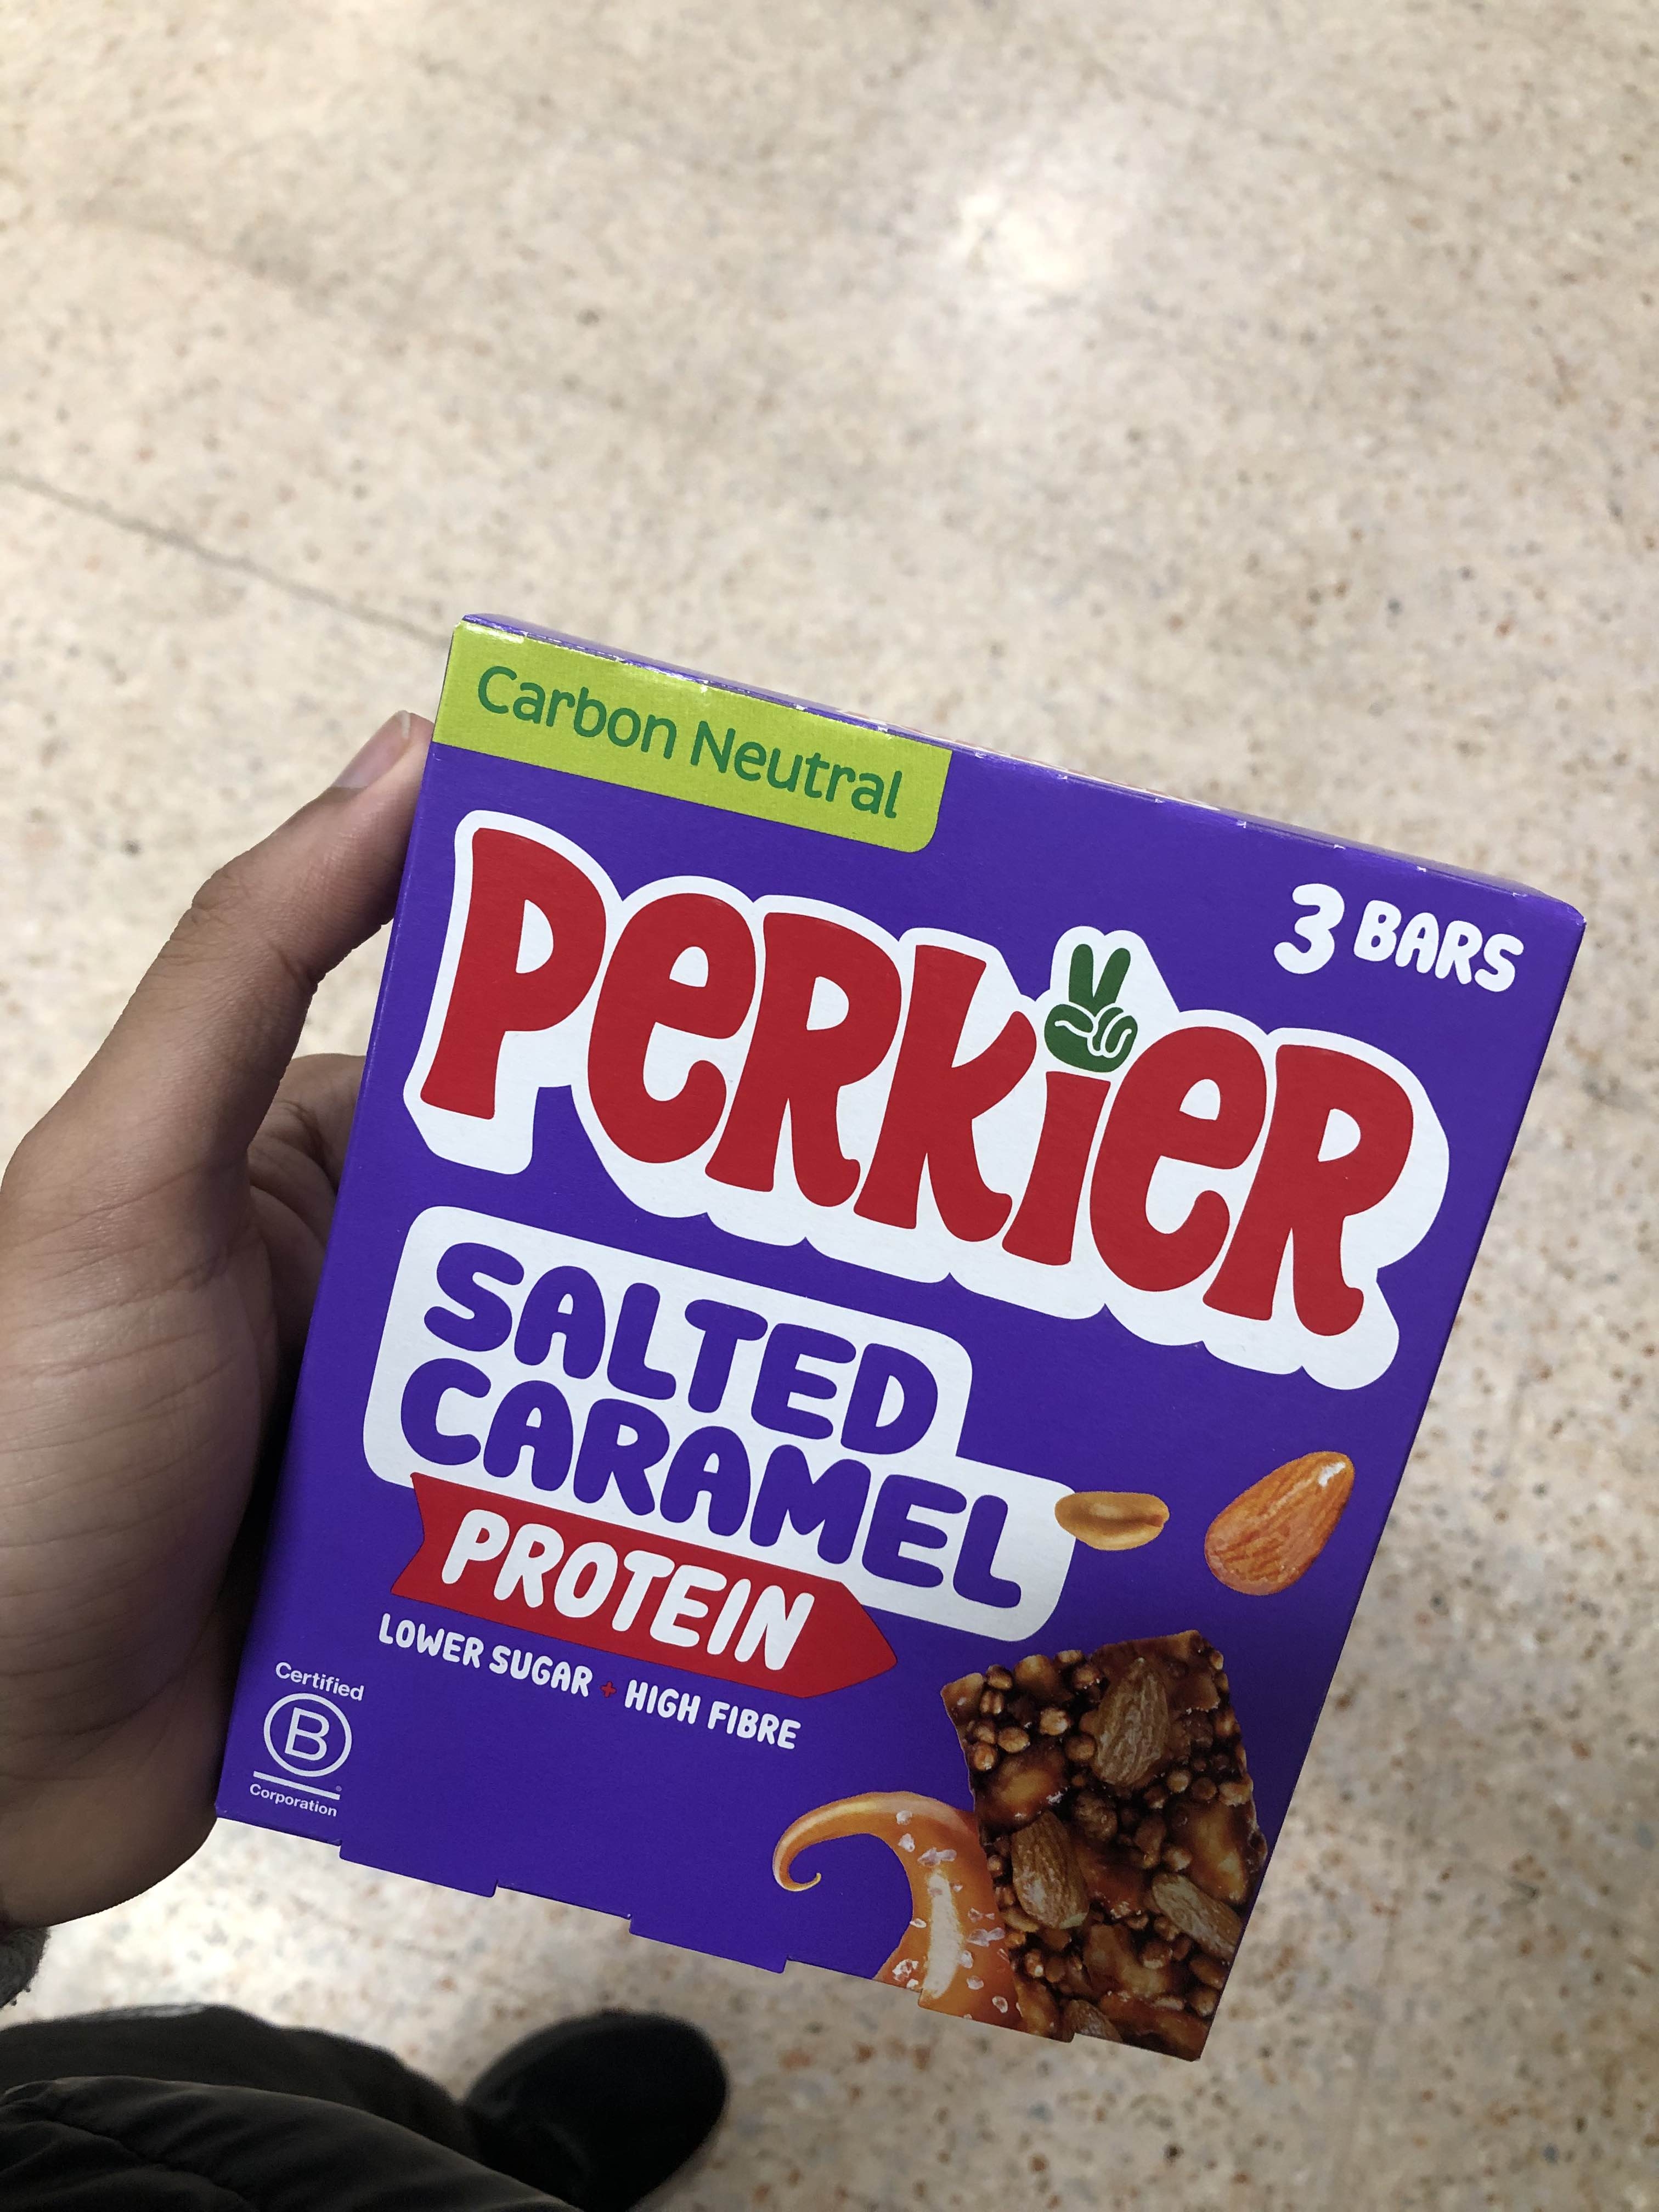 Carbon Neutral
3 BARS
PERKIER
SALTED
CARAMEL
PROTEIN
LOWER SUGAR + HIGH FIBRE
Certified
B
Corporation